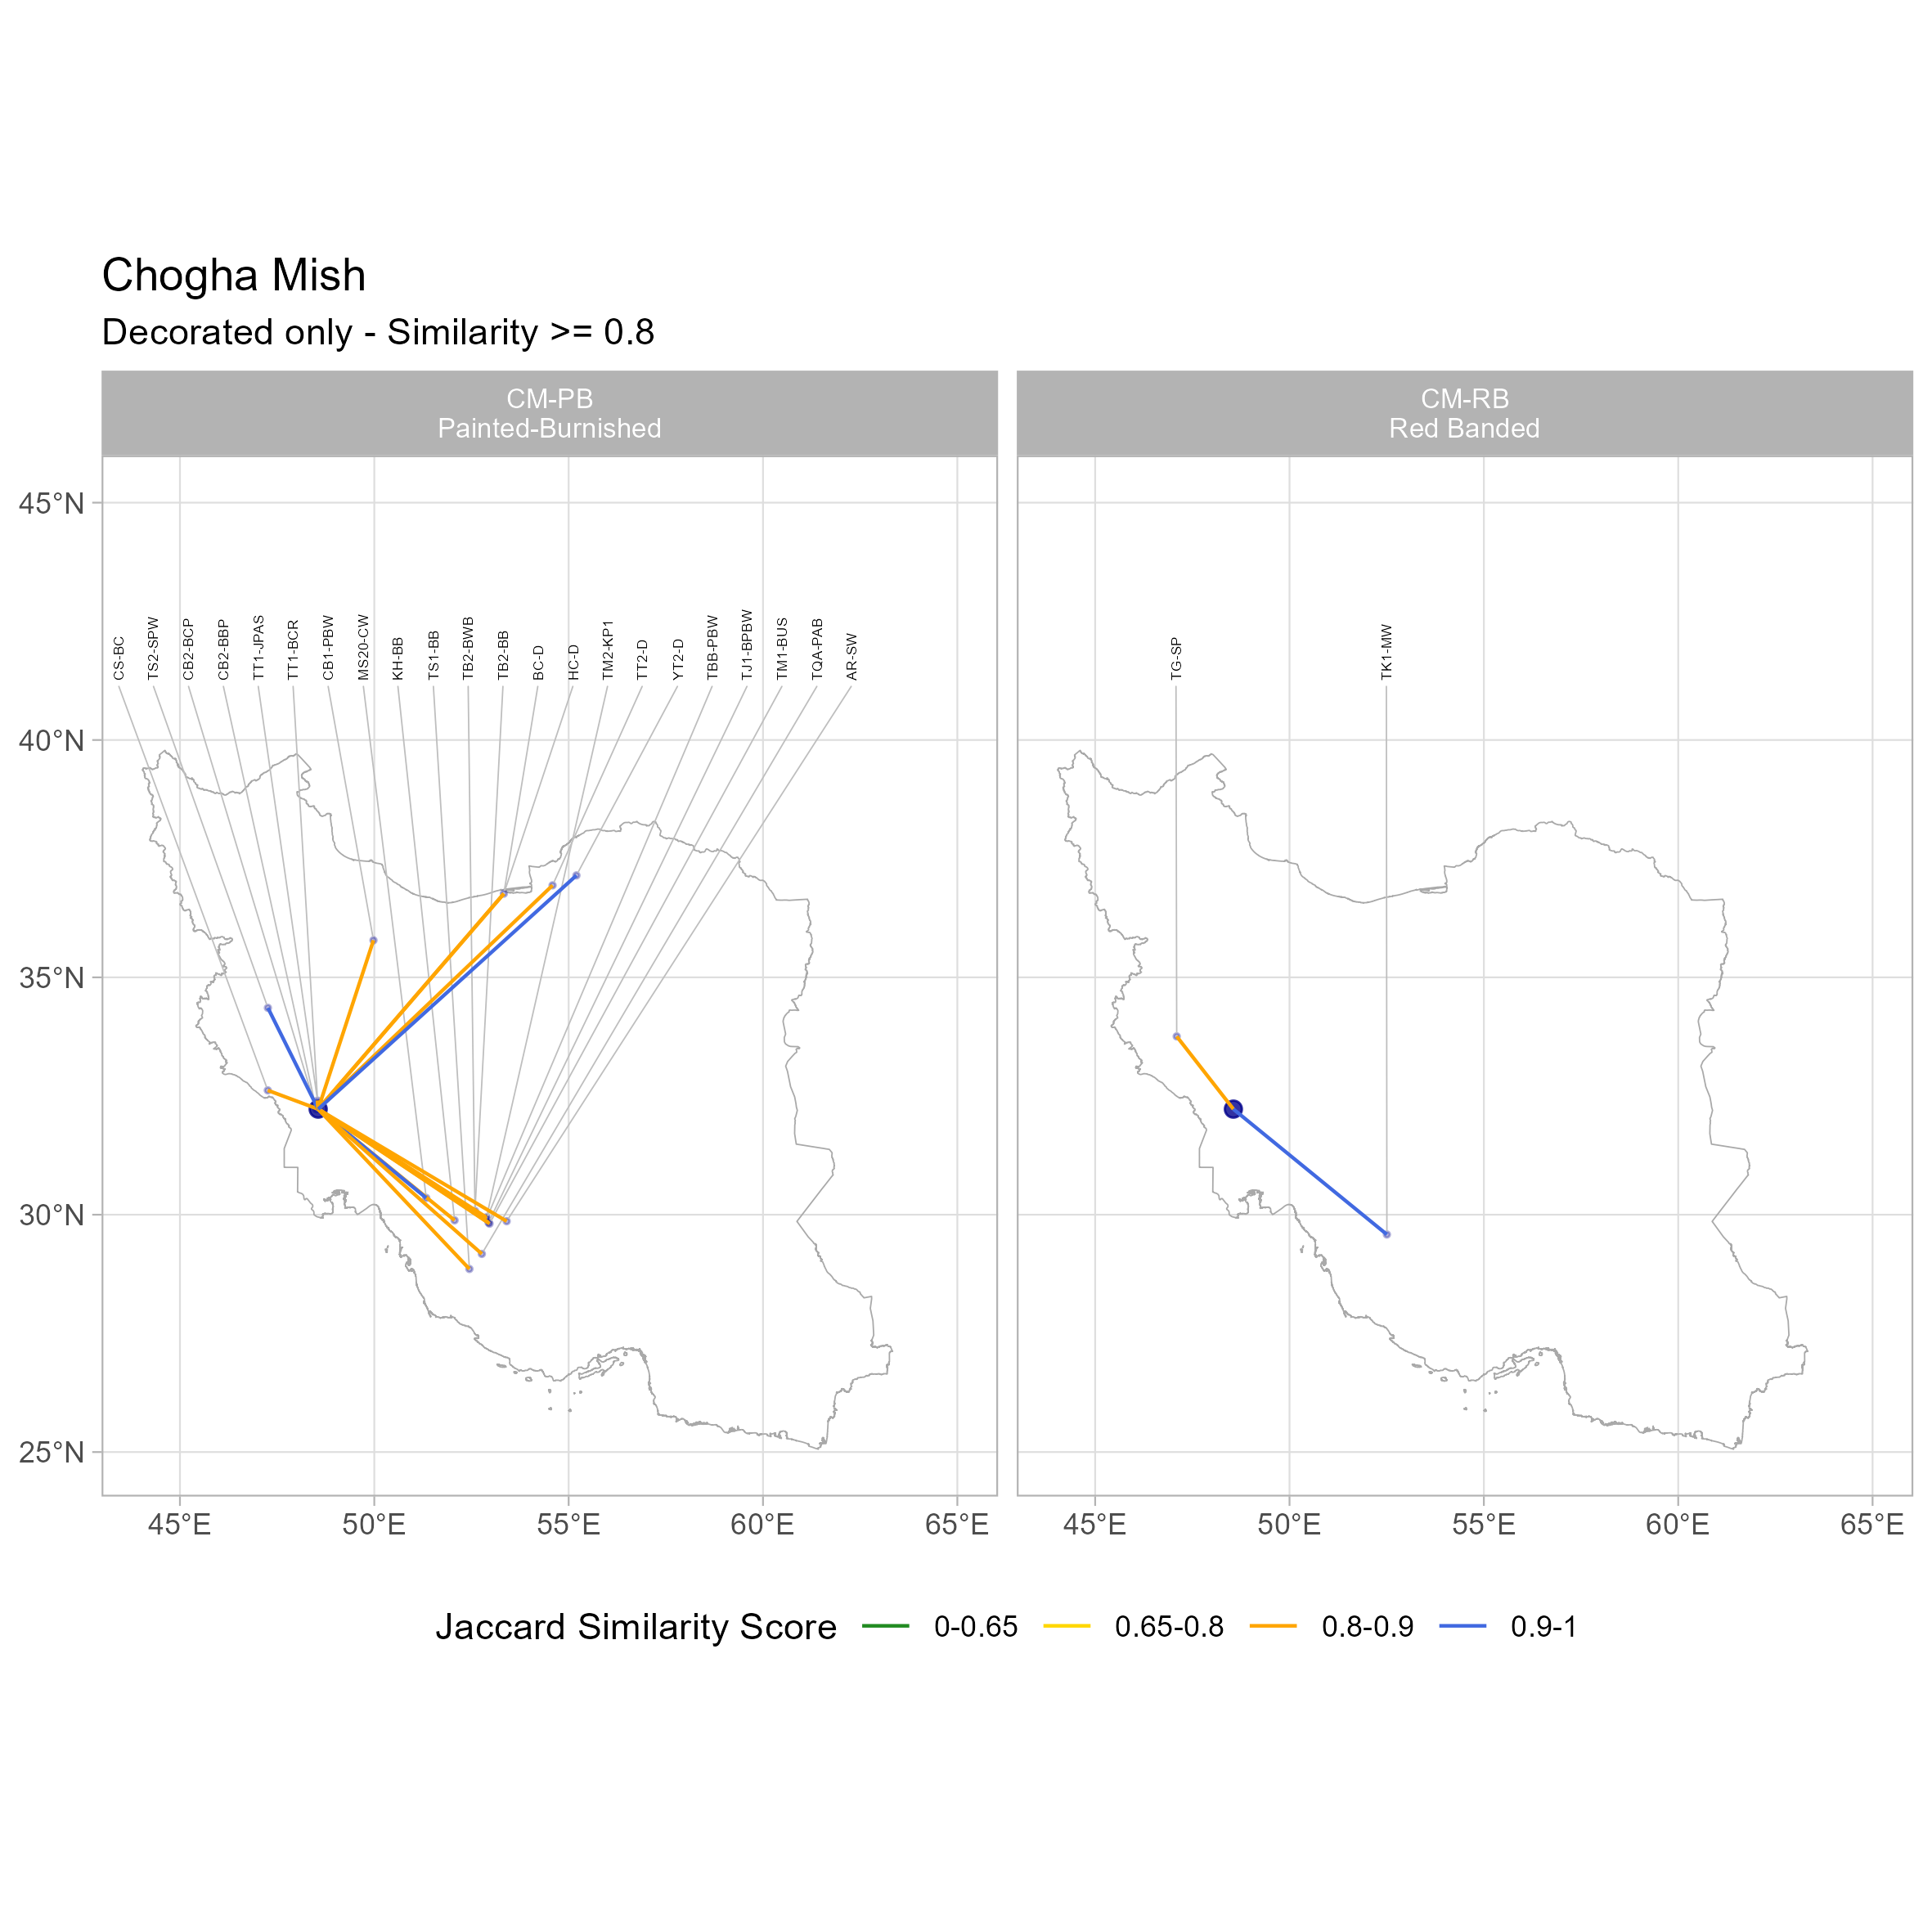 Chogha Mish
Decorated only - Similarity >= 0.8
CM-PB
Painted-Burnished
CM-RB
Red Banded
45°N
40°N
35°N
30°N
25°N
CS-BC
TS2-SPW
CB2-BCP
CB2-BBP
TT1-JPAS
TT1-BCR
CB1-PBW
MS20-CW
KH-BB
TS1-BB
TB2-BWB
TB2-BB
BC-D
HC-D
TM2-KP1
TT2-D
YT2-D
TBB-PBW
TJ1-BPBW
TM1-BUS
TQA-PAB
AR-SW
TG-SP
TK1-MW
45°E 50°E 55°E 60°E 65°E
45°E 50°E 55°E 60°E 65°E
Jaccard Similarity Score 0-0.65 0.65-0.8 0.8-0.9 0.9-1